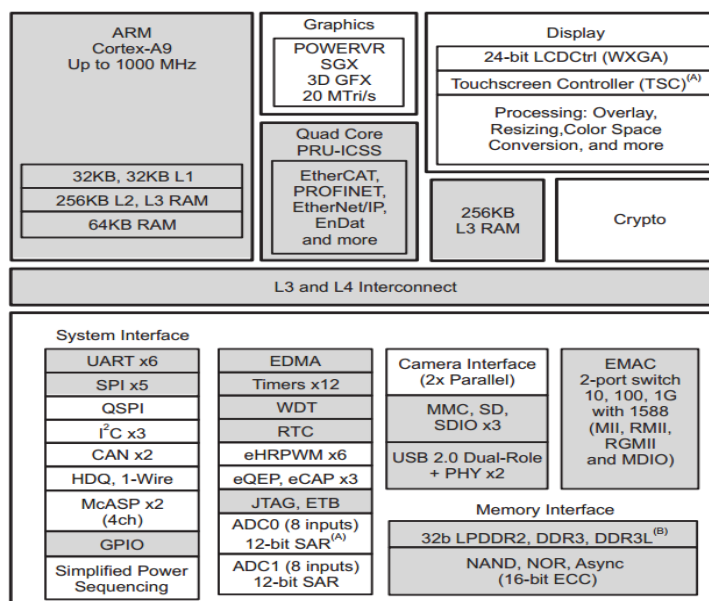 ARM
Cortex-A9
Up to 1000 MHz
32KB, 32KB L1
256KB L2, L3 RAM
64KB RAM
Graphics
POWERVR
SGX
3D GFX
20 MTri/s
Quad Core
PRU-ICSS
EtherCAT,
PROFINET,
EtherNet/IP,
EnDat
and more
Display
24-bit LCDCtrl (WXGA)
Touchscreen Controller (TSC)(A)
Processing: Overlay,
Resizing,Color Space
Conversion, and more
256KB
L3 RAM
Crypto
L3 and L4 Interconnect
System Interface
UART x6
SPI x5
QSPI
I2C x3
CAN x2
HDQ, 1-Wire
McASP x2
(4ch)
GPIO
Simplified Power
Sequencing
EDMA
Timers x12
WDT
RTC
eHRPWM x6
eQEP, eCAP x3
JTAG, ETB
ADC0 (8 inputs)
12-bit SAR(A)
ADC1 (8 inputs)
12-bit SAR
Camera Interface
(2x Parallel)
MMC, SD,
SDIO x3
USB 2.0 Dual-Role
+ PHY x2
EMAC
2-port switch
10, 100, 1G
with 1588
(MII, RMII,
RGMII
and MDIO)
Memory Interface
32b LPDDR2, DDR3, DDR3L(B)
NAND, NOR, Async
(16-bit ECC)